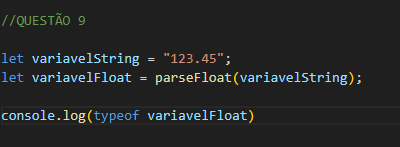 //QUESTÃO 9
let variavelString = "123.45";
let variavelFloat = parseFloat(variavelString);
console.log(typeof variavelFloat)